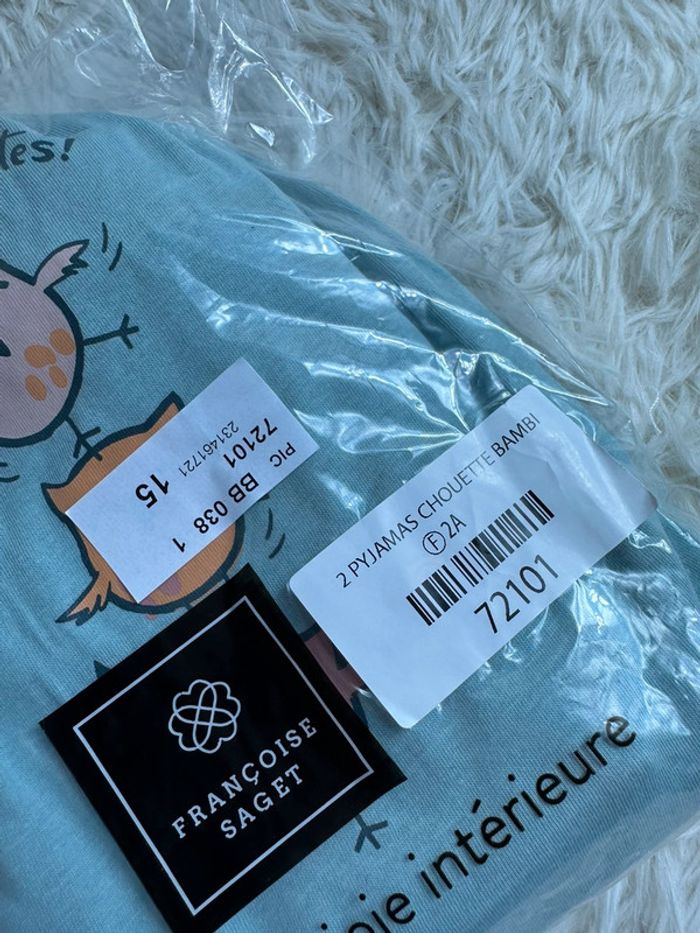 tes!
PIC
72101 BB 038 1
231461721 15
2 PYJAMAS CHOUETTE BAMBI
F 2A
72101
FRANÇOISE
SAGET
joie intérieure